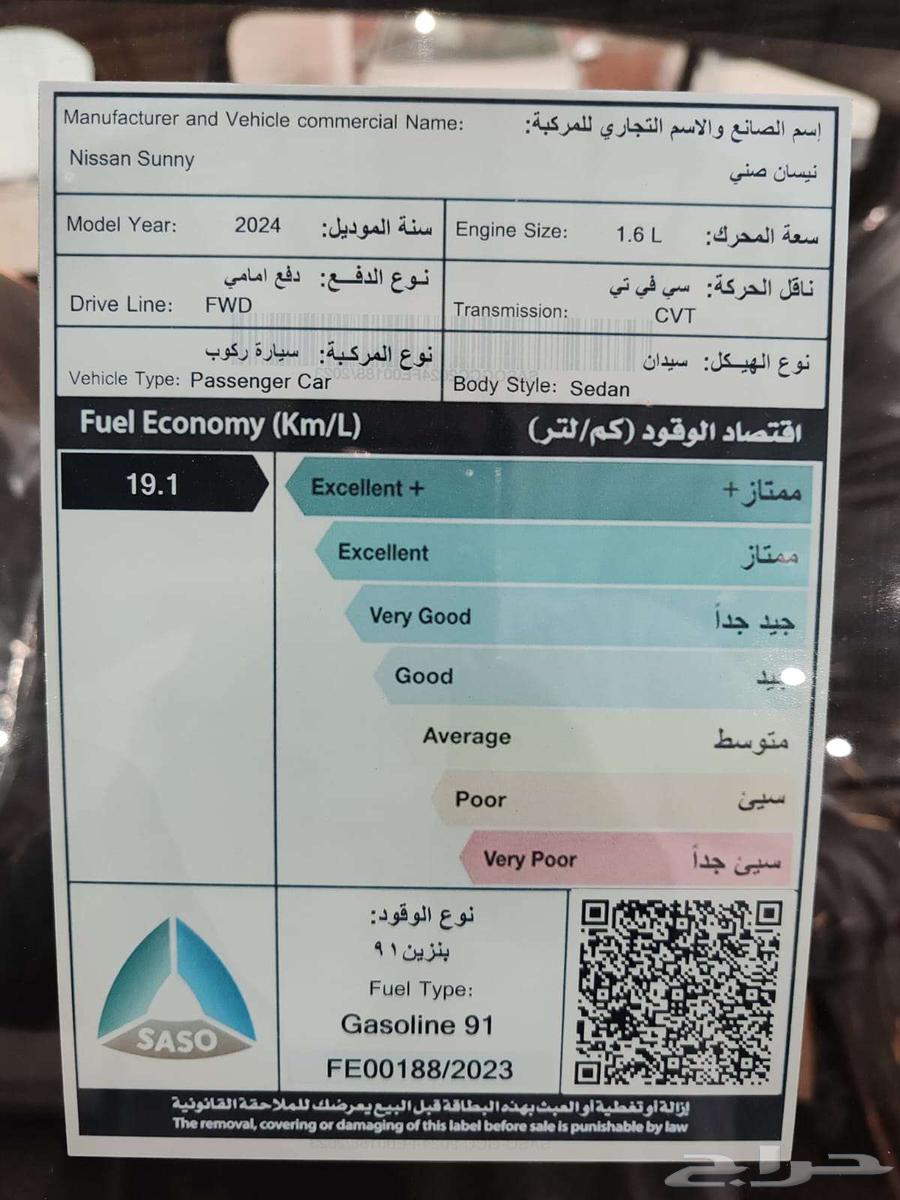 Manufacturer and Vehicle commercial Name:
إسم الصانع والاسم التجاري للمركبة:
Nissan Sunny
نيسان صني
Model Year: 2024 سنة الموديل:
Engine Size: 1.6 L سعة المحرك:
نوع الدفع: دفع امامي
Drive Line: FWD
ناقل الحركة: سي في تي
Transmission: CVT
نوع المركبة: سيارة ركوب
Vehicle Type: Passenger Car
نوع الهيكل: سيدان
Body Style: Sedan
Fuel Economy (Km/L) اقتصاد الوقود (كم/لتر)
19.1
Excellent + ممتاز+
Excellent ممتاز
Very Good جيد جداً
Good
Average متوسط
Poor سيئ
Very Poor سيئ جداً
SASO
نوع الوقود:
بنزين ٩١
Fuel Type:
Gasoline 91
FE00188/2023
إزالة أو تغطية أو العبث بهذه البطاقة قبل البيع يعرضك للملاحقة القانونية
The removal, covering or damaging of this label before sale is punishable by law
حراج